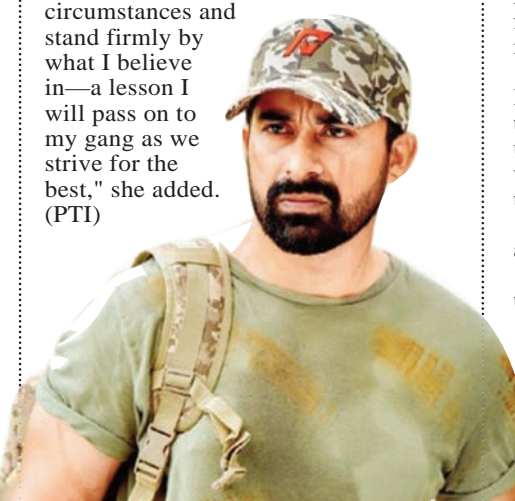 circumstances and
stand firmly by
what I believe
in—a lesson I
will pass on to
my gang as we
strive for the
best," she added.
(PTI)